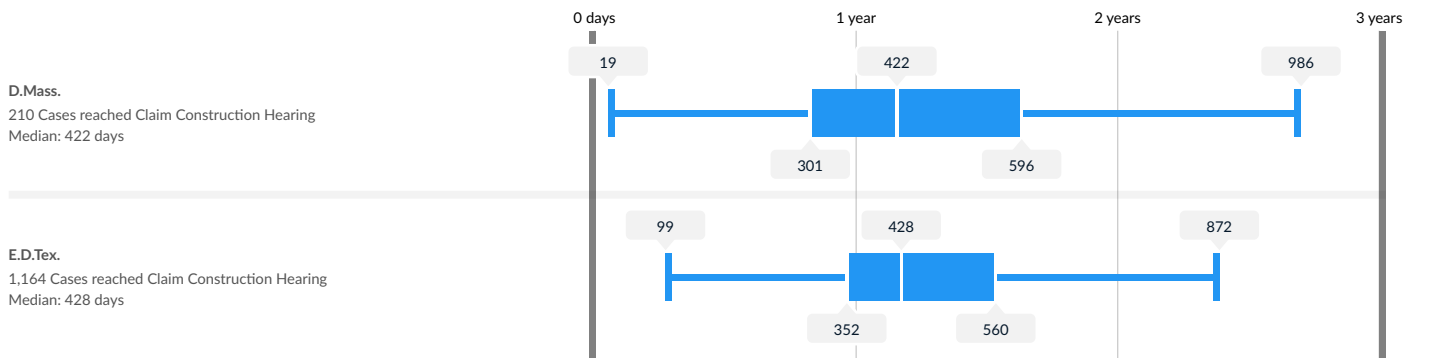 0 days 1 year 2 years 3 years
19 422 986
D.Mass.
210 Cases reached Claim Construction Hearing
Median: 422 days
301 596
99 428 872
E.D.Tex.
1,164 Cases reached Claim Construction Hearing
Median: 428 days
352 560